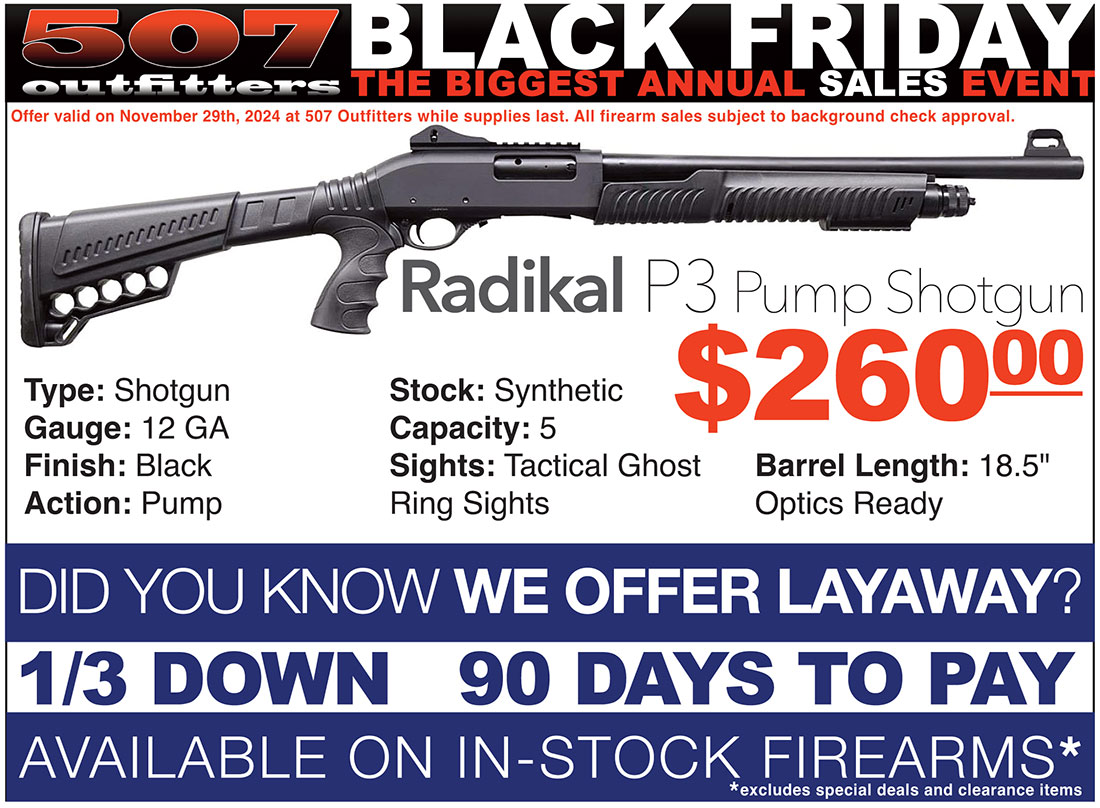 507 outfitters
BLACK FRIDAY
THE BIGGEST ANNUAL SALES EVENT
Offer valid on November 29th, 2024 at 507 Outfitters while supplies last. All firearm sales subject to background check approval.
Radikal P3 Pump Shotgun
$260.00
Type: Shotgun
Gauge: 12 GA
Finish: Black
Action: Pump
Stock: Synthetic
Capacity: 5
Sights: Tactical Ghost
Ring Sights
Barrel Length: 18.5"
Optics Ready
DID YOU KNOW WE OFFER LAYAWAY?
1/3 DOWN 90 DAYS TO PAY
AVAILABLE ON IN-STOCK FIREARMS*
*excludes special deals and clearance items